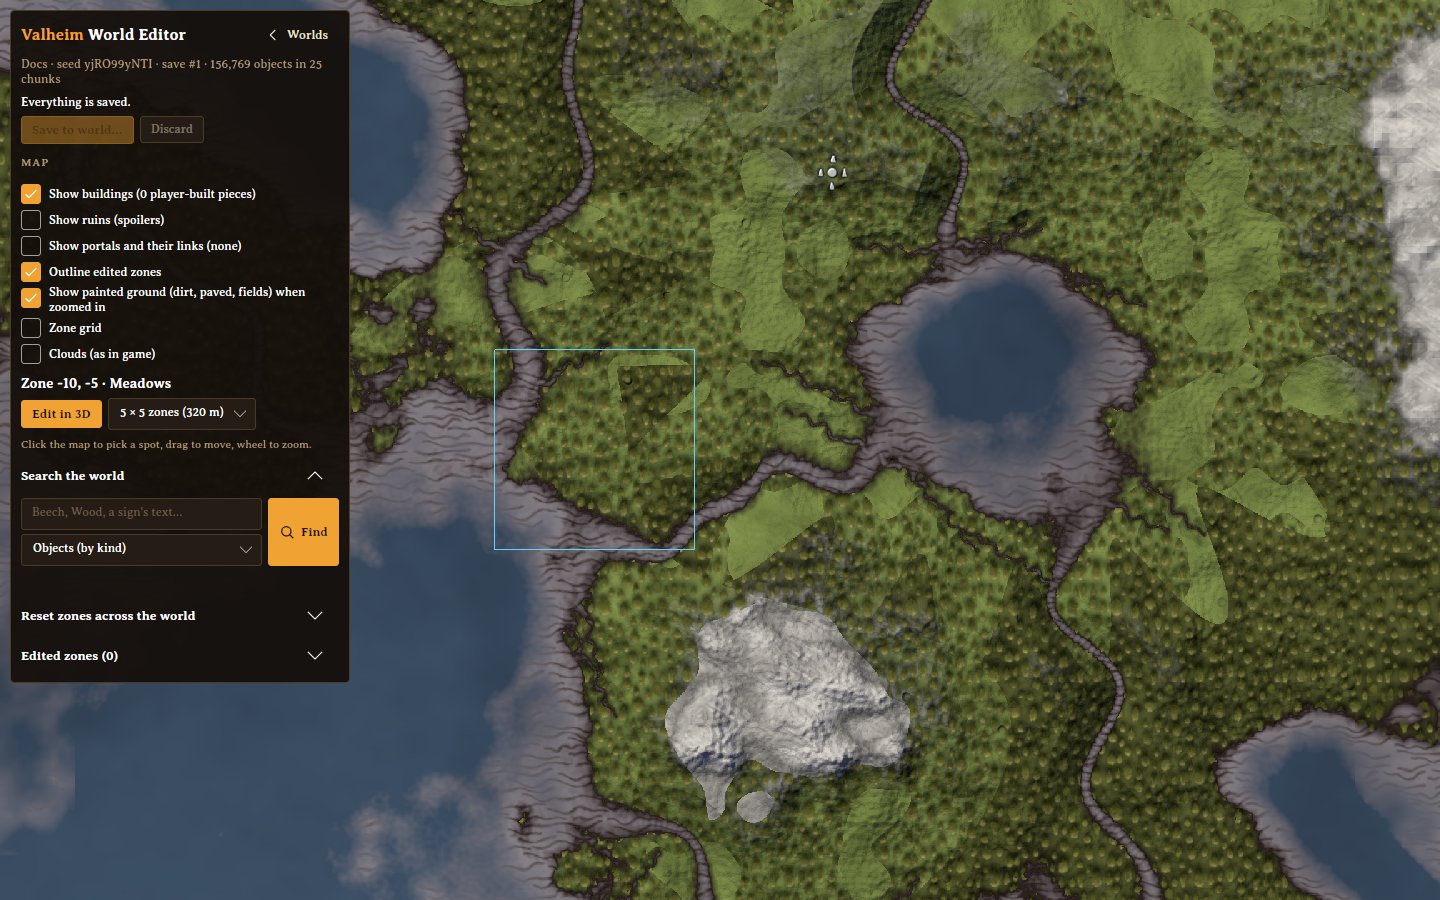 Valheim World Editor
Worlds
Docs · seed yjRO99yNTI · save #1 · 156,769 objects in 25
chunks
Everything is saved.
Save to world...
Discard
MAP
Show buildings (0 player-built pieces)
Show ruins (spoilers)
Show portals and their links (none)
Outline edited zones
Show painted ground (dirt, paved, fields) when
zoomed in
Zone grid
Clouds (as in game)
Zone -10, -5 · Meadows
Edit in 3D
5 × 5 zones (320 m)
Click the map to pick a spot, drag to move, wheel to zoom.
Search the world
Beech, Wood, a sign's text...
Find
Objects (by kind)
Reset zones across the world
Edited zones (0)